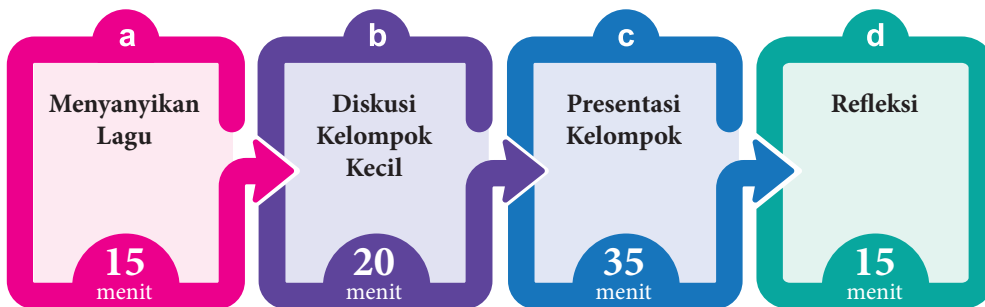 a
Menyanyikan
Lagu
15
menit
b
Diskusi
Kelompok
Kecil
20
menit
c
Presentasi
Kelompok
35
menit
d
Refleksi
15
menit